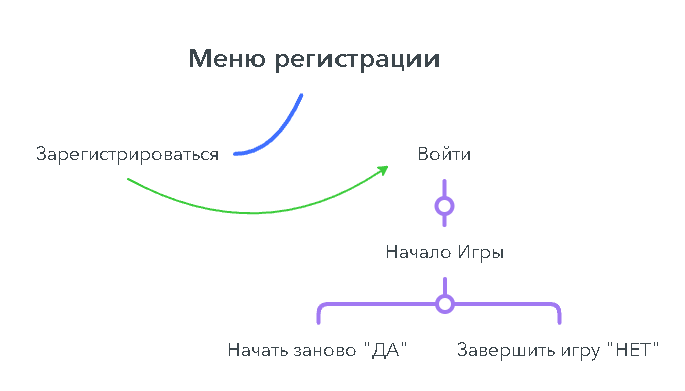 Меню регистрации
Зарегистрироваться
Войти
Начало Игры
Начать заново "ДА"
Завершить игру "НЕТ"